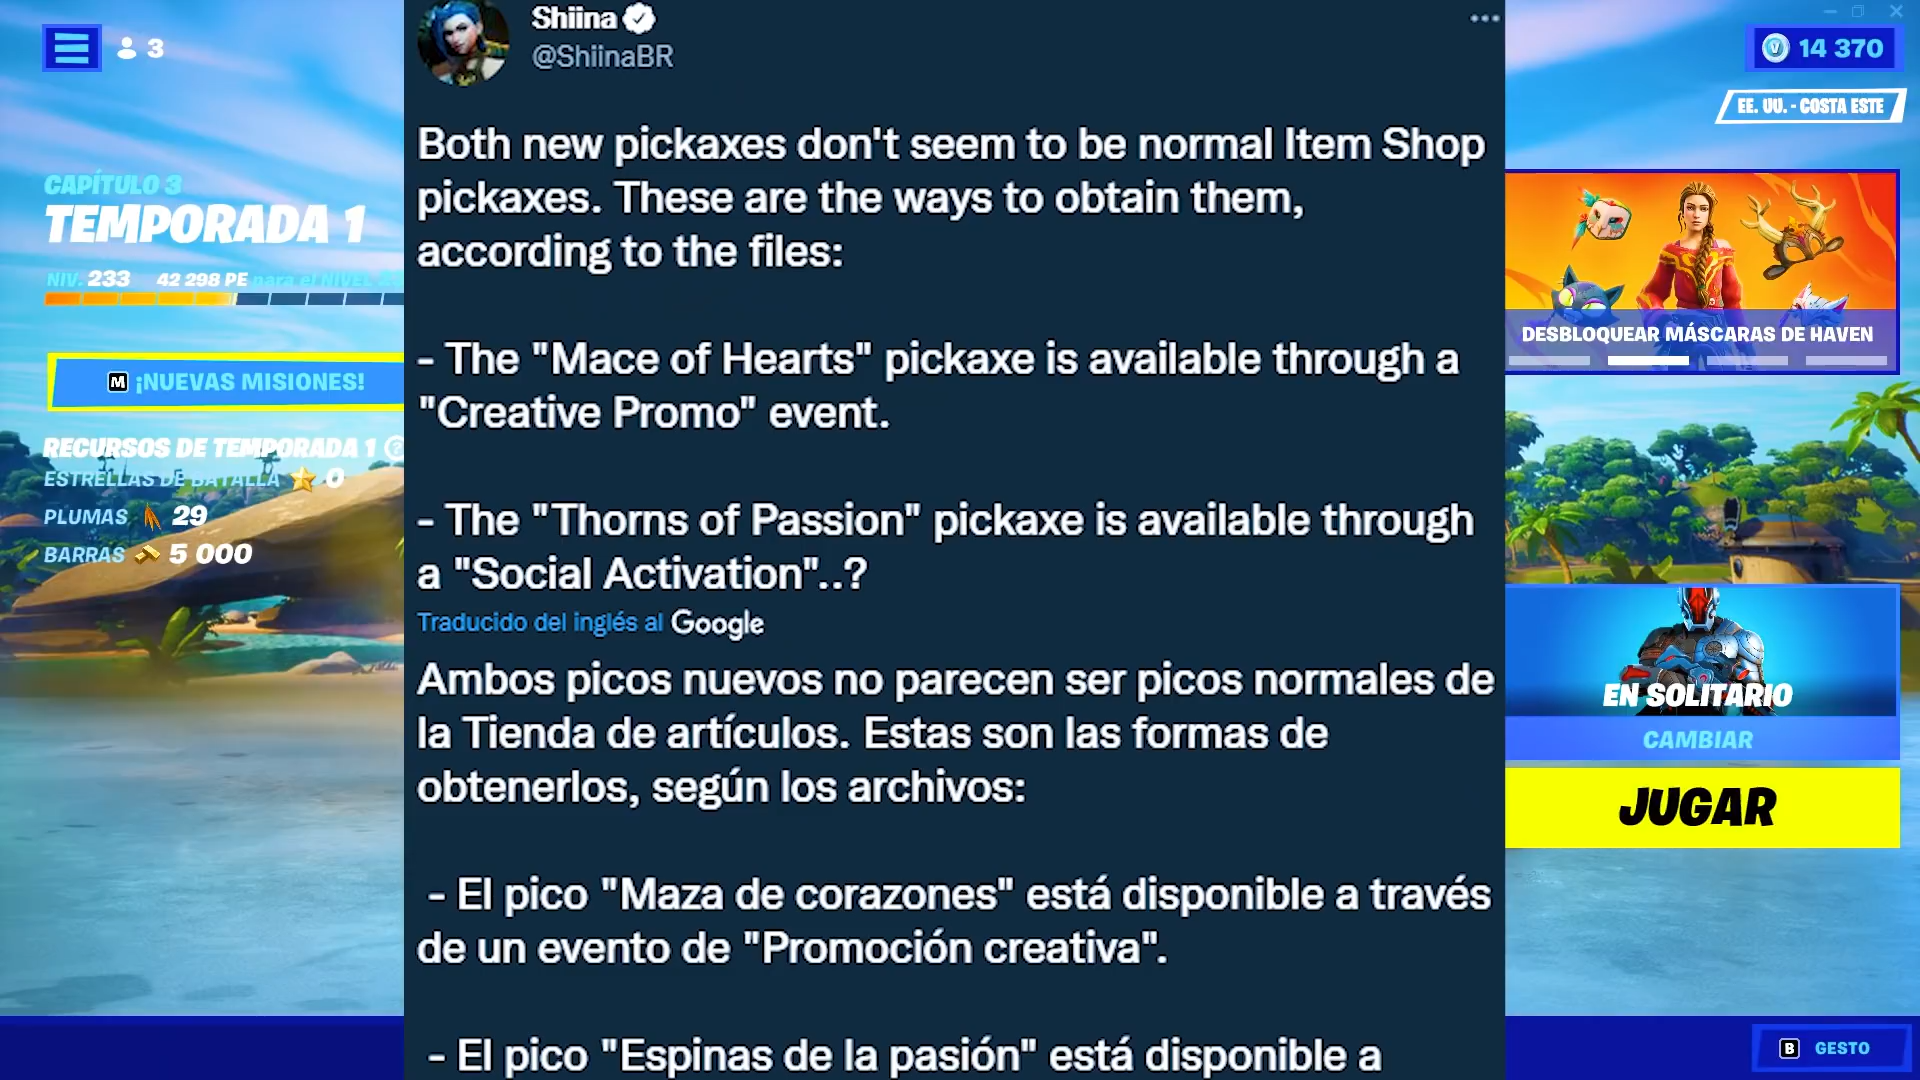 3
CAPÍTULO 3
TEMPORADA 1
NIV. 233 42 298 PE para el NIVEL
M ¡NUEVAS MISIONES!
RECURSOS DE TEMPORADA 1 ?
ESTRELLAS DE BATALLA 0
PLUMAS 29
BARRAS 5 000
Shiina
@ShiinaBR
Both new pickaxes don't seem to be normal Item Shop
pickaxes. These are the ways to obtain them,
according to the files:
- The "Mace of Hearts" pickaxe is available through a
"Creative Promo" event.
- The "Thorns of Passion" pickaxe is available through
a "Social Activation"..?
Traducido del inglés al Google
Ambos picos nuevos no parecen ser picos normales de
la Tienda de artículos. Estas son las formas de
obtenerlos, según los archivos:
- El pico "Maza de corazones" está disponible a través
de un evento de "Promoción creativa".
- El pico "Espinas de la pasión" está disponible a
V 14 370
EE. UU. - COSTA ESTE
DESBLOQUEAR MÁSCARAS DE HAVEN
EN SOLITARIO
CAMBIAR
JUGAR
B GESTO